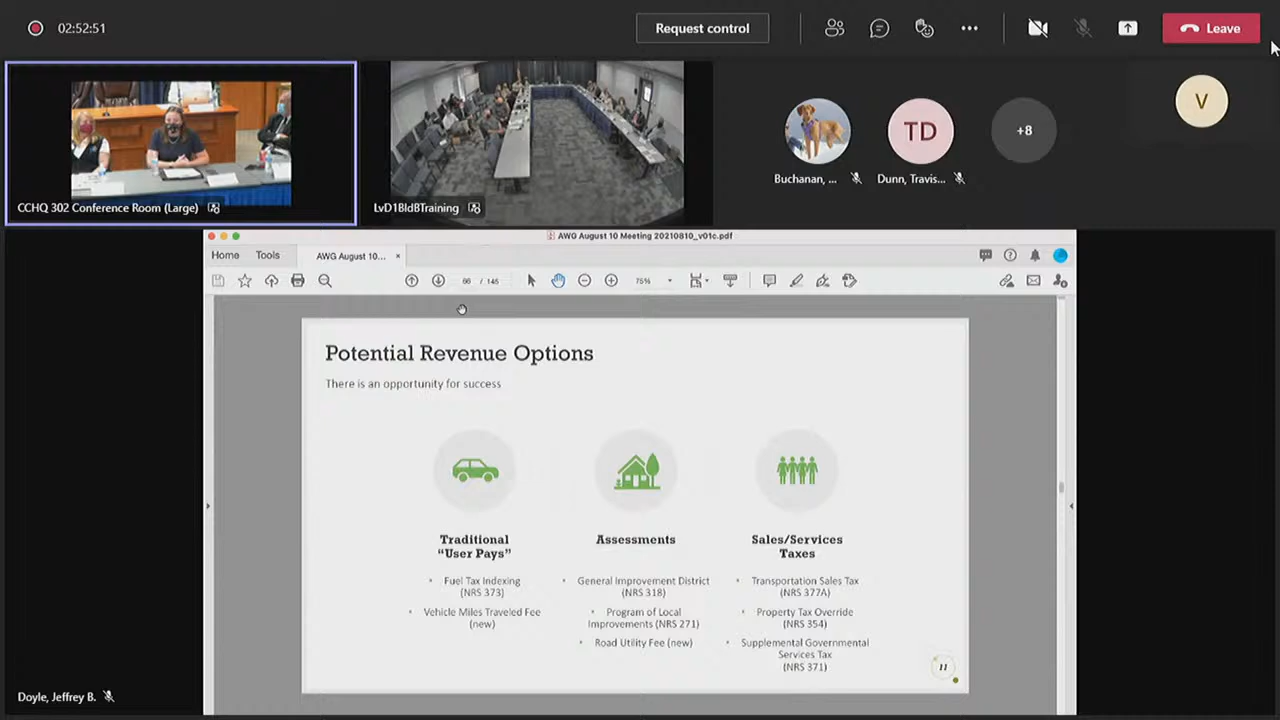 02:52:51
Request control
Leave
CCHQ 302 Conference Room (Large)
LvD1BldBTraining
Buchanan, ...
TD
Dunn, Travis...
+8
V
AWG August 10 Meeting 20210810_v01c.pdf
Home
Tools
AWG August 10...
×
66 / 145
75%
Potential Revenue Options
There is an opportunity for success
Traditional
“User Pays”
• Fuel Tax Indexing
(NRS 373)
• Vehicle Miles Traveled Fee
(new)
Assessments
• General Improvement District
(NRS 318)
• Program of Local
Improvements (NRS 271)
• Road Utility Fee (new)
Sales/Services
Taxes
• Transportation Sales Tax
(NRS 377A)
• Property Tax Override
(NRS 354)
• Supplemental Governmental
Services Tax
(NRS 371)
11
Doyle, Jeffrey B.